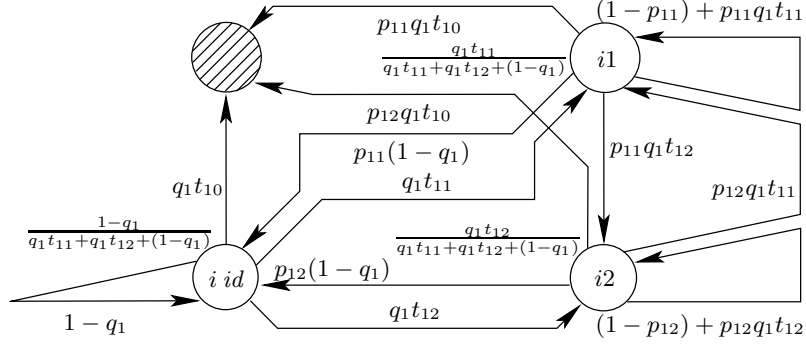 (1 − p₁₁) + p₁₁q₁t₁₁
p₁₁q₁t₁₀
q₁t₁₁
q₁t₁₁+q₁t₁₂+(1−q₁)
i1
p₁₂q₁t₁₀
p₁₁(1 − q₁)
p₁₁q₁t₁₂
q₁t₁₀
q₁t₁₁
p₁₂q₁t₁₁
1−q₁
q₁t₁₁+q₁t₁₂+(1−q₁)
q₁t₁₂
q₁t₁₁+q₁t₁₂+(1−q₁)
i id
p₁₂(1 − q₁)
i2
1 − q₁
q₁t₁₂
(1 − p₁₂) + p₁₂q₁t₁₂